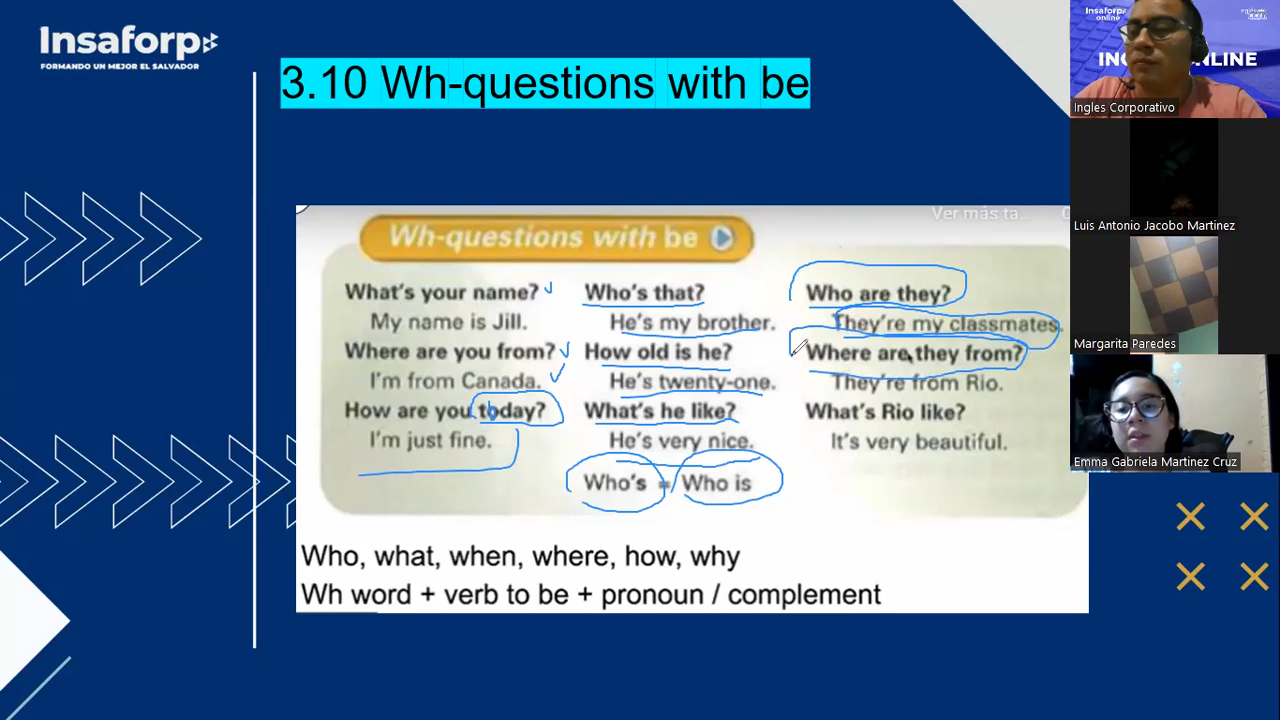 Insaforp
FORMANDO UN MEJOR EL SALVADOR
3.10 Wh-questions with be
Ver más ta...
Wh-questions with be
What's your name?
My name is Jill.
Where are you from?
I'm from Canada.
How are you today?
I'm just fine.
Who's that?
He's my brother.
How old is he?
He's twenty-one.
What's he like?
He's very nice.
Who's = Who is
Who are they?
They're my classmates.
Where are they from?
They're from Rio.
What's Rio like?
It's very beautiful.
Who, what, when, where, how, why
Wh word + verb to be + pronoun / complement
Insaforp
online
Ingles Corporativo
Luis Antonio Jacobo Martinez
Margarita Paredes
Emma Gabriela Martinez Cruz